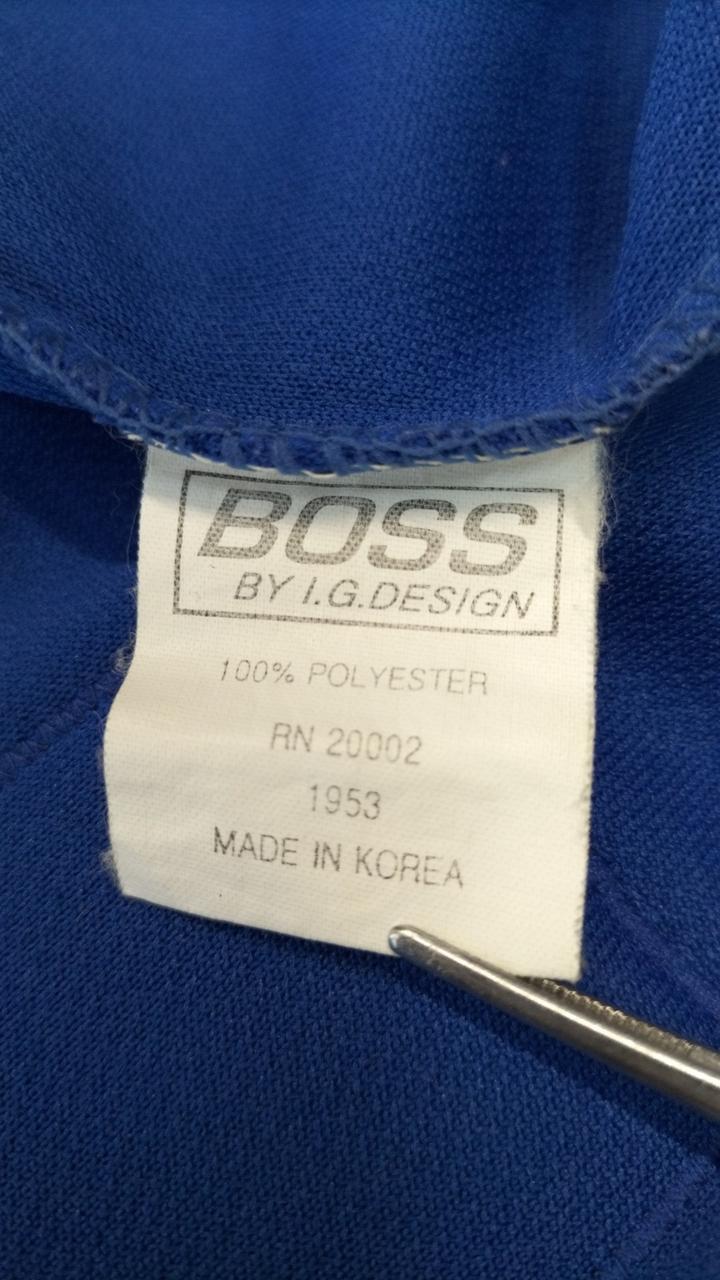 BOSS
BY I.G.DESIGN
100% POLYESTER
RN 20002
1953
MADE IN KOREA